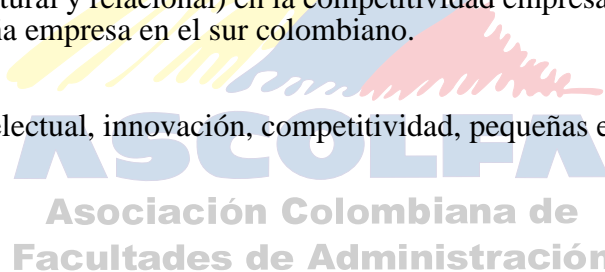 tural y relacional) en la competitividad empresa
na empresa en el sur colombiano.
electual, innovación, competitividad, pequeñas e
ASCOLFA
Asociación Colombiana de
Facultades de Administración